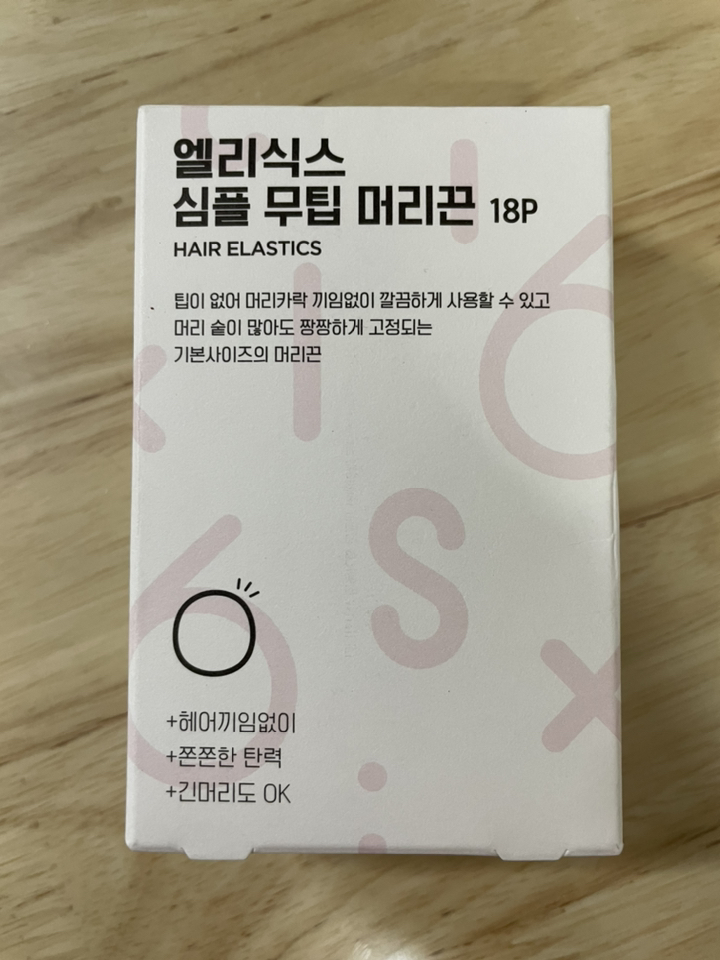 엘리식스
심플 무팁 머리끈 18P
HAIR ELASTICS
팁이 없어 머리카락 끼임없이 깔끔하게 사용할 수 있고
머리 숱이 많아도 짱짱하게 고정되는
기본사이즈의 머리끈
+헤어끼임없이
+쫀쫀한 탄력
+긴머리도 OK